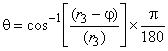 θ = cos⁻¹[(r₃ − φ)/(r₃)] × π/180